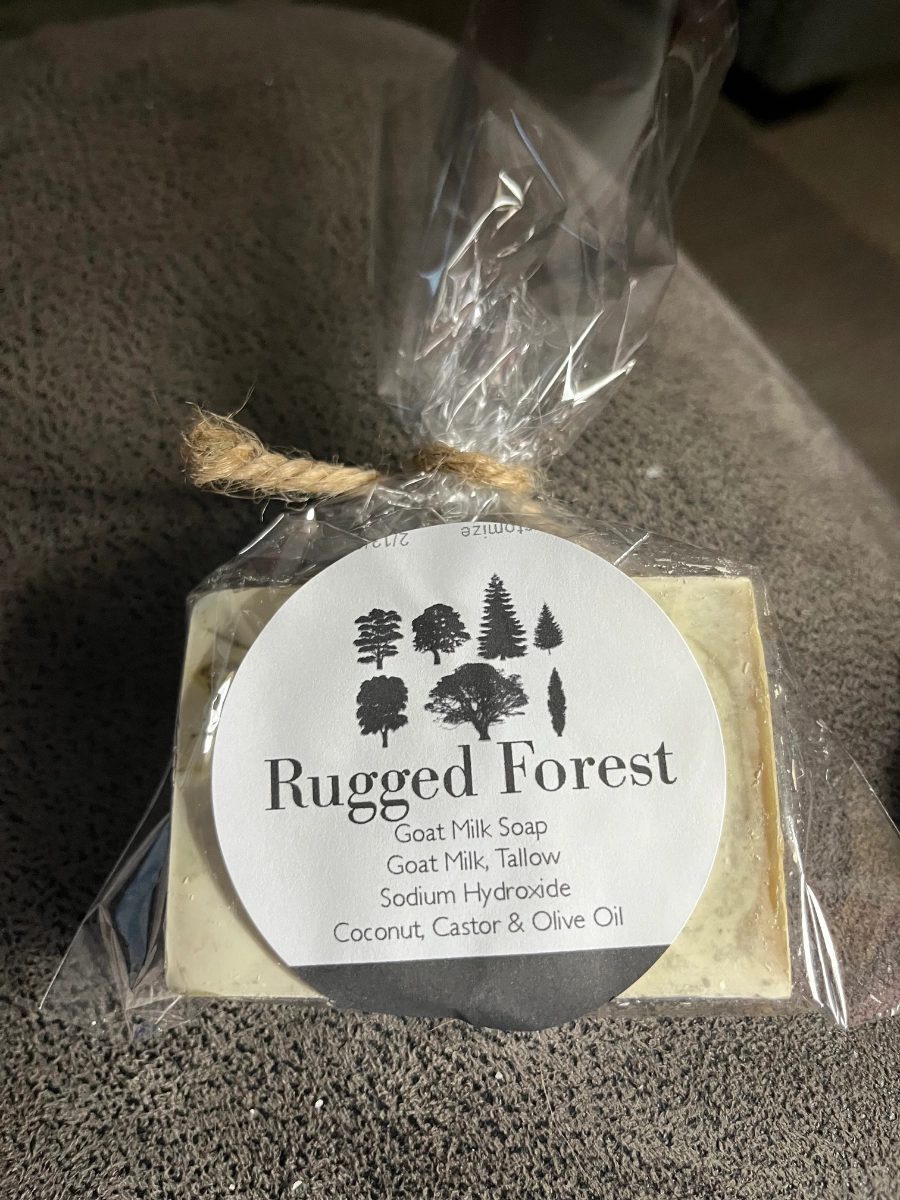 Rugged Forest
Goat Milk Soap
Goat Milk, Tallow
Sodium Hydroxide
Coconut, Castor & Olive Oil